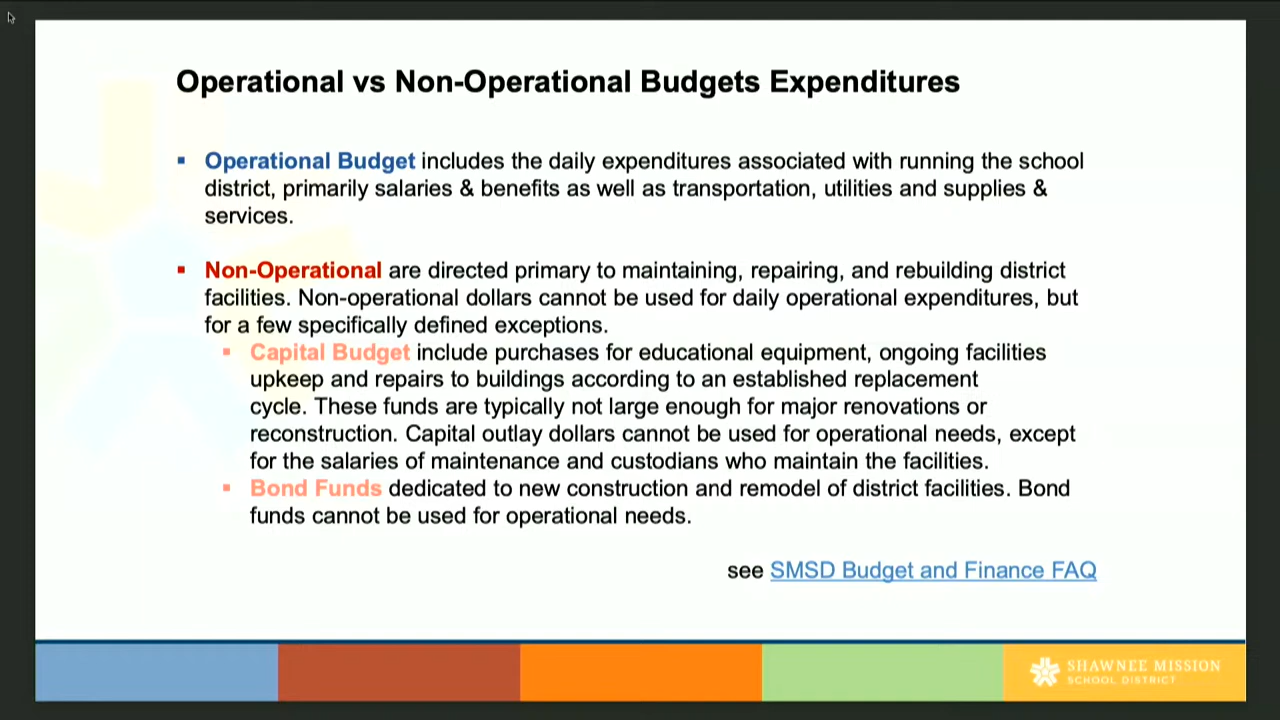 Operational vs Non-Operational Budgets Expenditures
▪ Operational Budget includes the daily expenditures associated with running the school
district, primarily salaries & benefits as well as transportation, utilities and supplies &
services.
▪ Non-Operational are directed primary to maintaining, repairing, and rebuilding district
facilities. Non-operational dollars cannot be used for daily operational expenditures, but
for a few specifically defined exceptions.
▪ Capital Budget include purchases for educational equipment, ongoing facilities
upkeep and repairs to buildings according to an established replacement
cycle. These funds are typically not large enough for major renovations or
reconstruction. Capital outlay dollars cannot be used for operational needs, except
for the salaries of maintenance and custodians who maintain the facilities.
▪ Bond Funds dedicated to new construction and remodel of district facilities. Bond
funds cannot be used for operational needs.
see SMSD Budget and Finance FAQ
SHAWNEE MISSION
SCHOOL DISTRICT